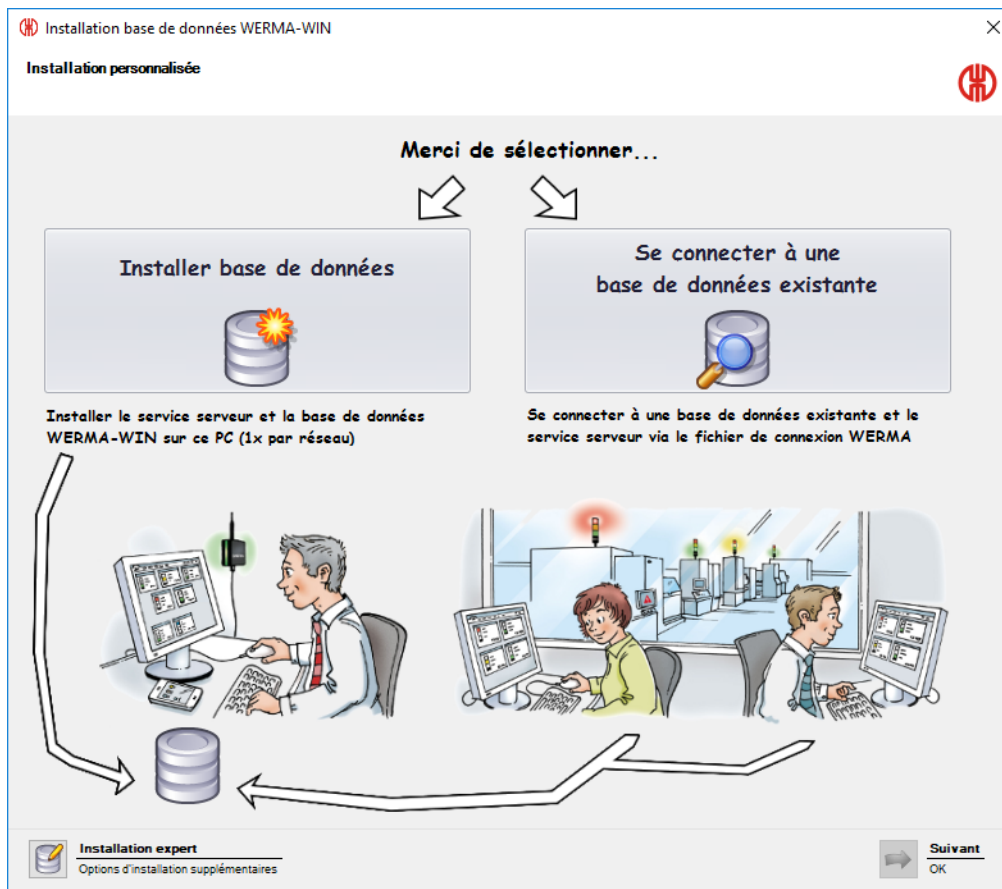 Installation base de données WERMA-WIN
Installation personnalisée
Merci de sélectionner...
Installer base de données
Se connecter à une
base de données existante
Installer le service serveur et la base de données
WERMA-WIN sur ce PC (1x par réseau)
Se connecter à une base de données existante et le
service serveur via le fichier de connexion WERMA
Installation expert
Options d'installation supplémentaires
Suivant
OK